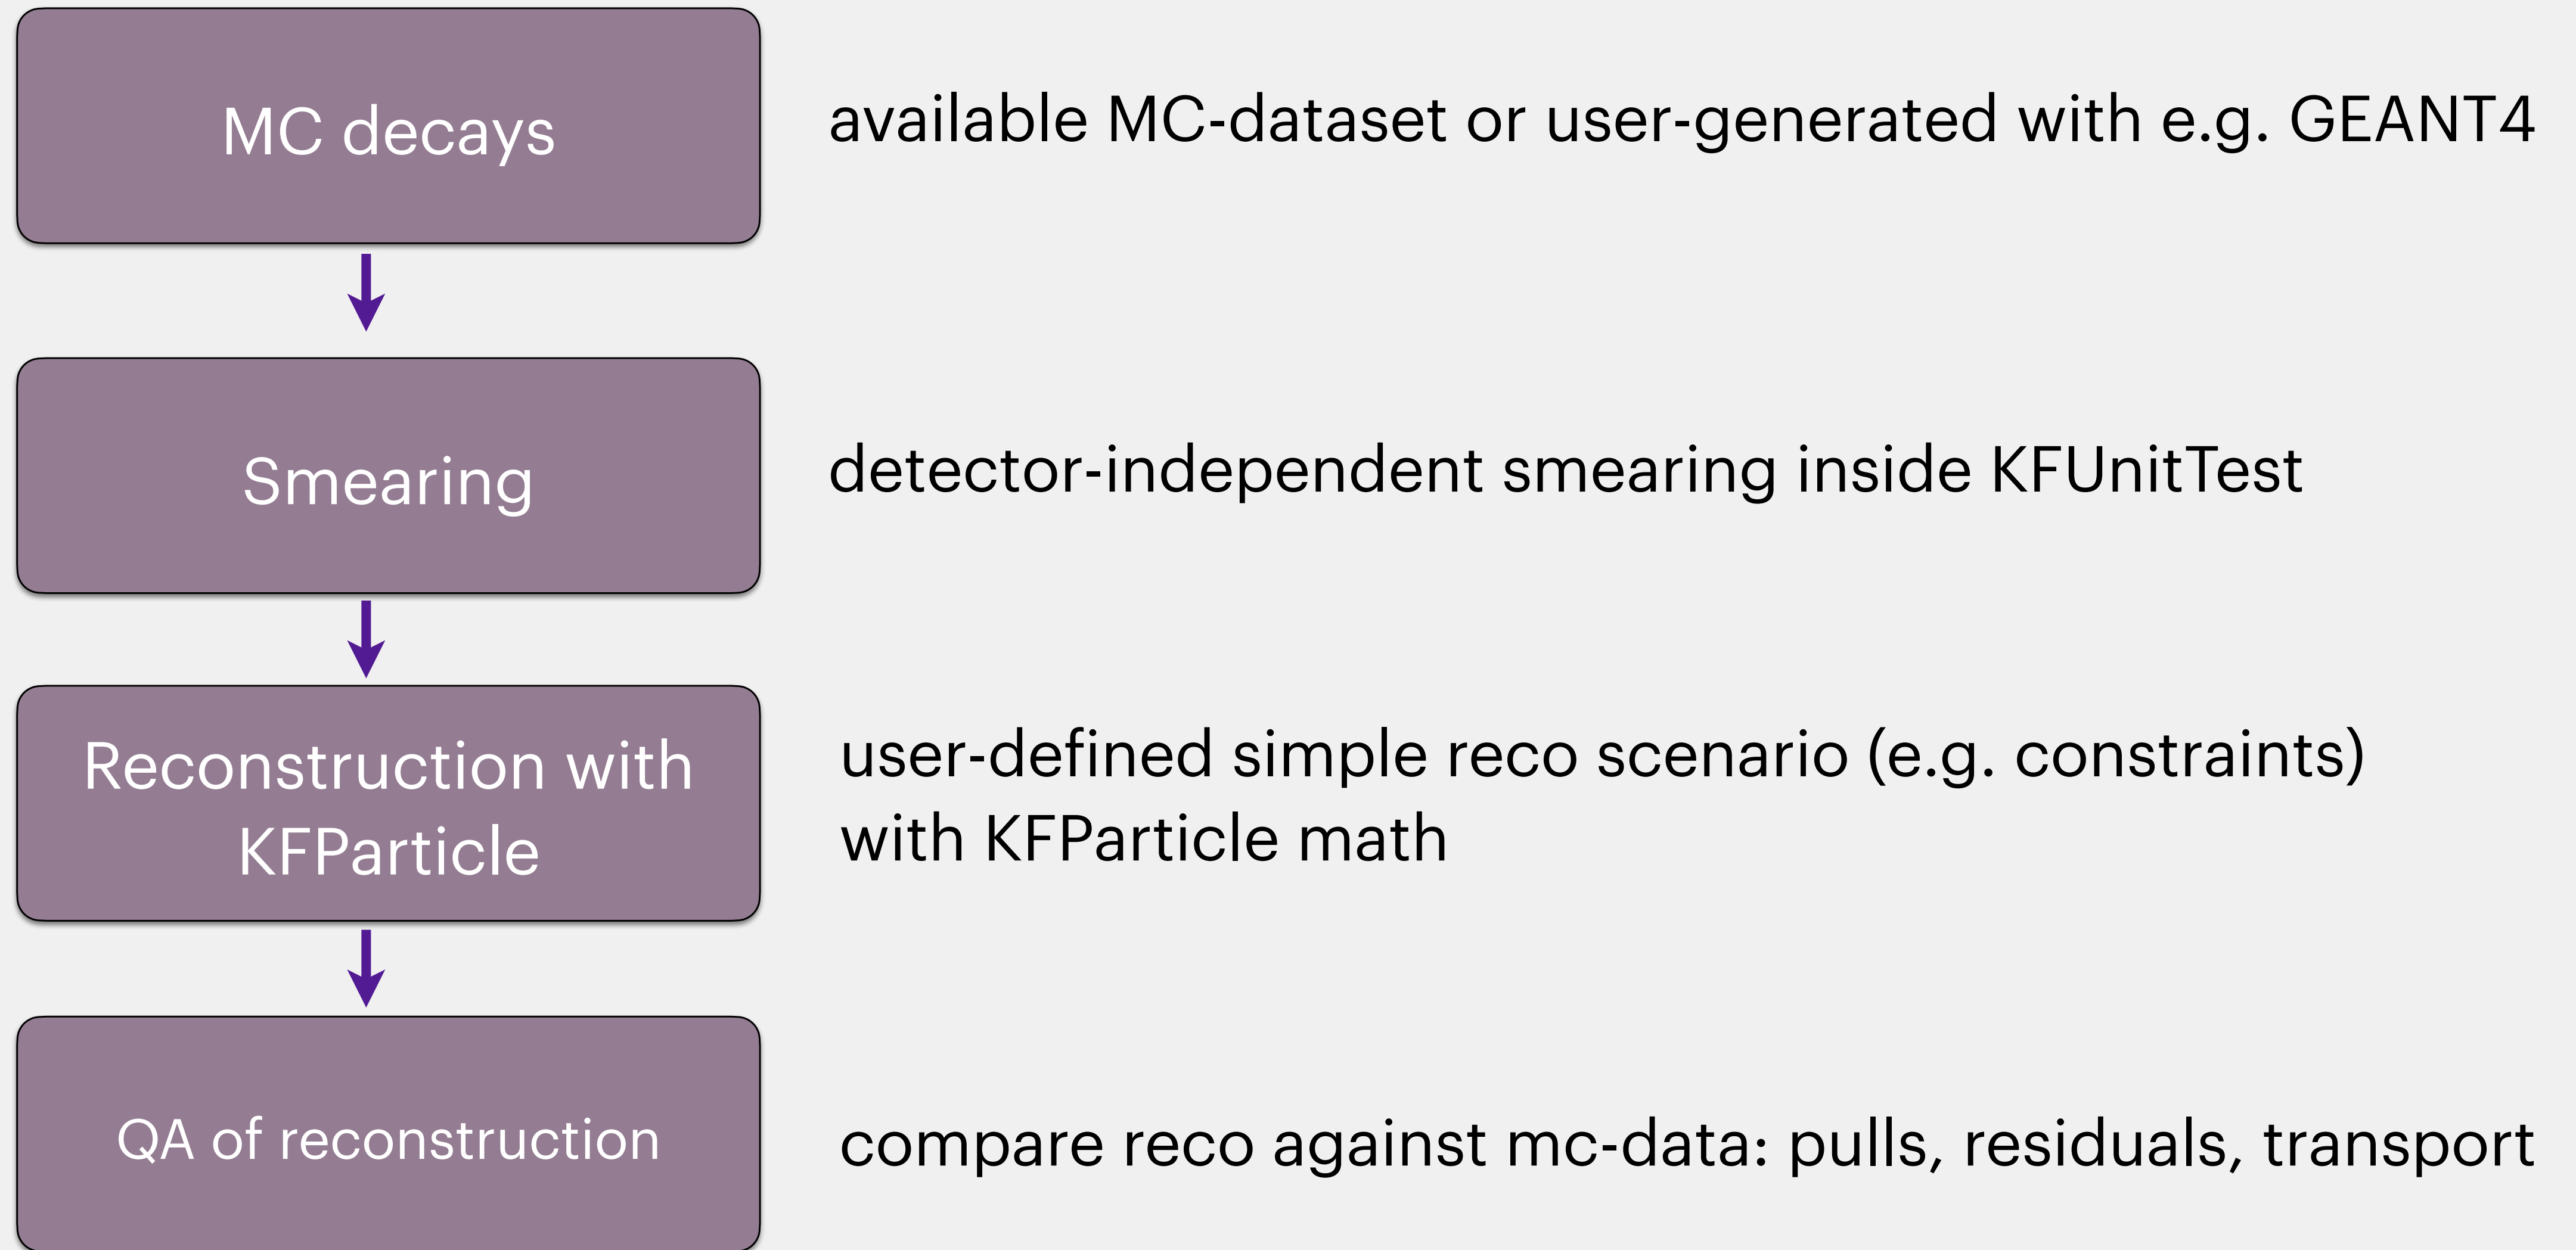 MC decays
available MC-dataset or user-generated with e.g. GEANT4
Smearing
detector-independent smearing inside KFUnitTest
Reconstruction with
KFParticle
user-defined simple reco scenario (e.g. constraints)
with KFParticle math
QA of reconstruction
compare reco against mc-data: pulls, residuals, transport